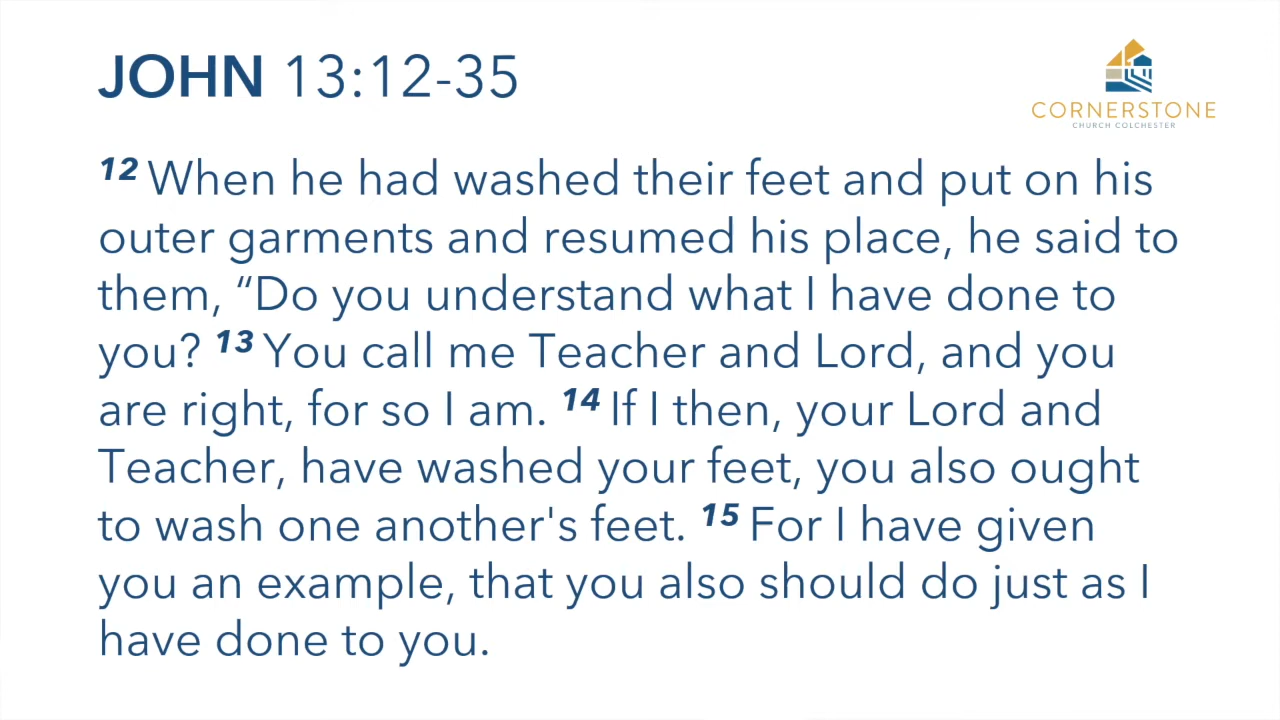 JOHN 13:12-35
CORNERSTONE
CHURCH COLCHESTER
12 When he had washed their feet and put on his
outer garments and resumed his place, he said to
them, “Do you understand what I have done to
you? 13 You call me Teacher and Lord, and you
are right, for so I am. 14 If I then, your Lord and
Teacher, have washed your feet, you also ought
to wash one another's feet. 15 For I have given
you an example, that you also should do just as I
have done to you.